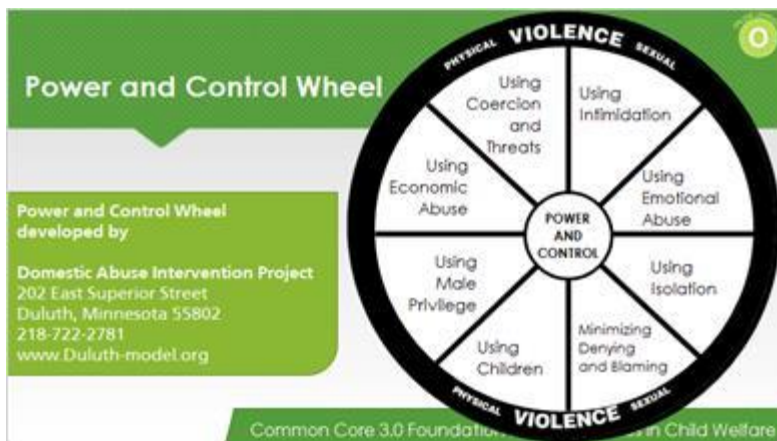 Power and Control Wheel
Power and Control Wheel
developed by
Domestic Abuse Intervention Project
202 East Superior Street
Duluth, Minnesota 55802
218-722-2781
www.Duluth-model.org
PHYSICAL VIOLENCE SEXUAL
Using
Coercion
and
Threats
Using
Intimidation
Using
Emotional
Abuse
Using
Isolation
Minimizing
Denying
and Blaming
Using
Children
Using
Male
Privilege
Using
Economic
Abuse
POWER
AND
CONTROL
PHYSICAL VIOLENCE SEXUAL
Common Core 3.0 Foundation in Child Welfare